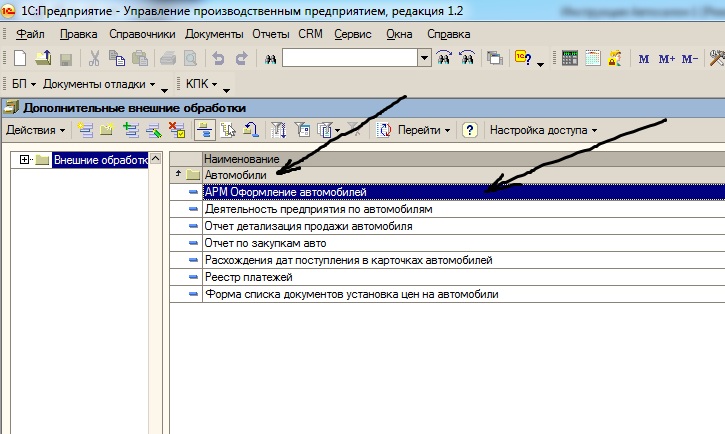 1С:Предприятие - Управление производственным предприятием, редакция 1.2
Файл Правка Справочники Документы Отчеты CRM Сервис Окна Справка
M M+ M-
БП Документы отладки КПК
Дополнительные внешние обработки
Действия Перейти Настройка доступа
Внешние обработк
Наименование
Автомобили
АРМ Оформление автомобилей
Деятельность предприятия по автомобилям
Отчет детализация продажи автомобиля
Отчет по закупкам авто
Расхождения дат поступления в карточках автомобилей
Реестр платежей
Форма списка документов установка цен на автомобили